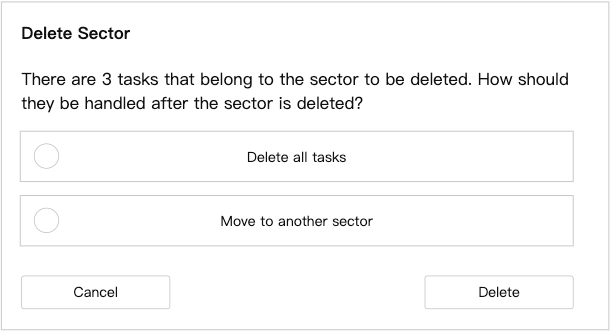 Delete Sector
There are 3 tasks that belong to the sector to be deleted. How should
they be handled after the sector is deleted?
Delete all tasks
Move to another sector
Cancel
Delete